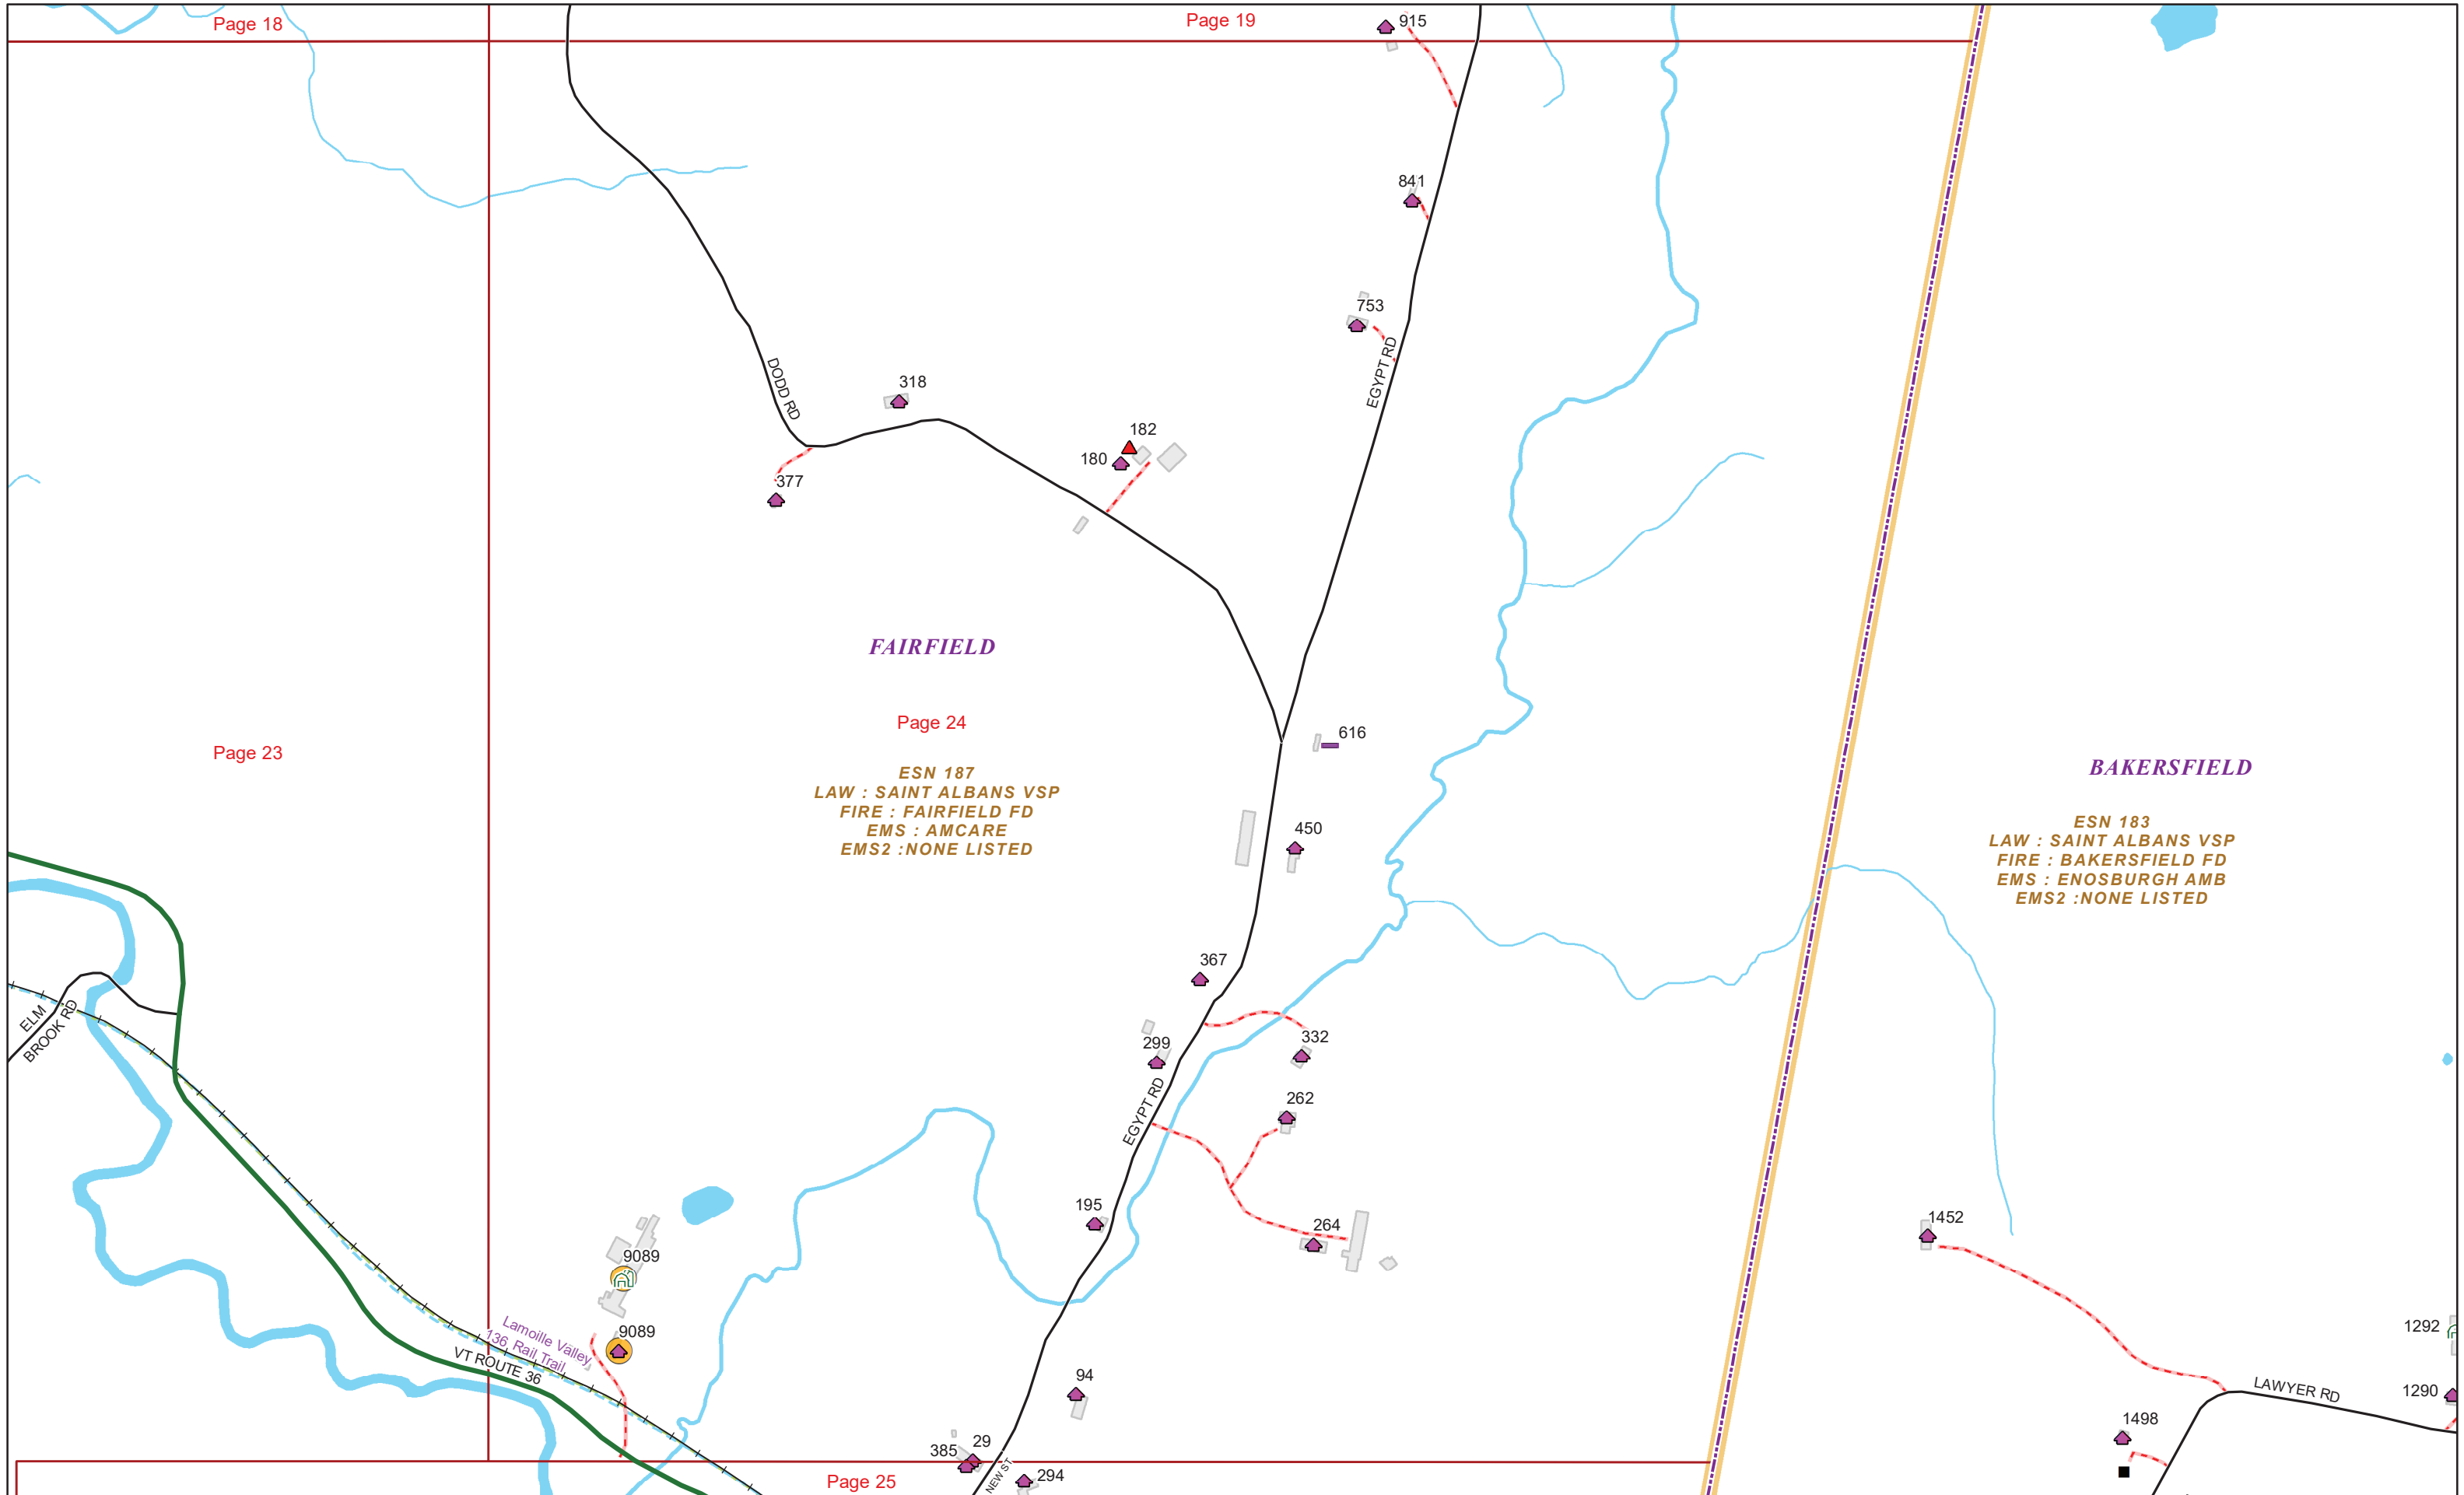 Page 18
Page 19
915
841
753
EGYPT RD
DODD RD
318
182
180
377
FAIRFIELD
Page 24
Page 23
616
ESN 187
LAW : SAINT ALBANS VSP
FIRE : FAIRFIELD FD
EMS : AMCARE
EMS2 :NONE LISTED
BAKERSFIELD
ESN 183
LAW : SAINT ALBANS VSP
FIRE : BAKERSFIELD FD
EMS : ENOSBURGH AMB
EMS2 :NONE LISTED
450
367
ELM
BROOK RD
332
299
EGYPT RD
262
195
264
1452
9089
9089
Lamoille Valley
136 Rail Trail
VT ROUTE 36
94
1292
LAWYER RD
1290
1498
385
29
NEW ST
294
Page 25